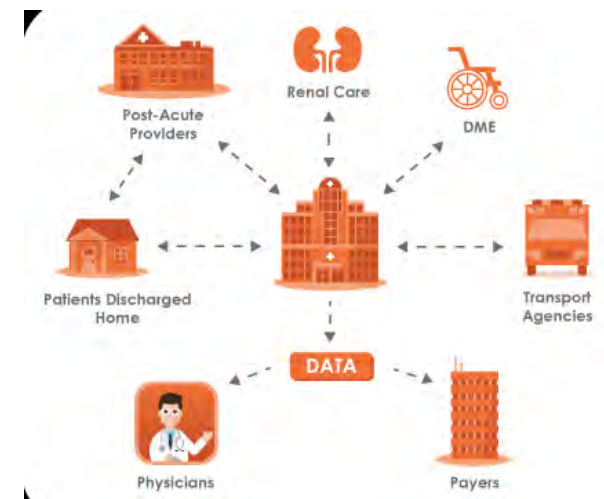 Renal Care
Post-Acute
Providers
DME
Patients Discharged
Home
Transport
Agencies
DATA
Physicians
Payers